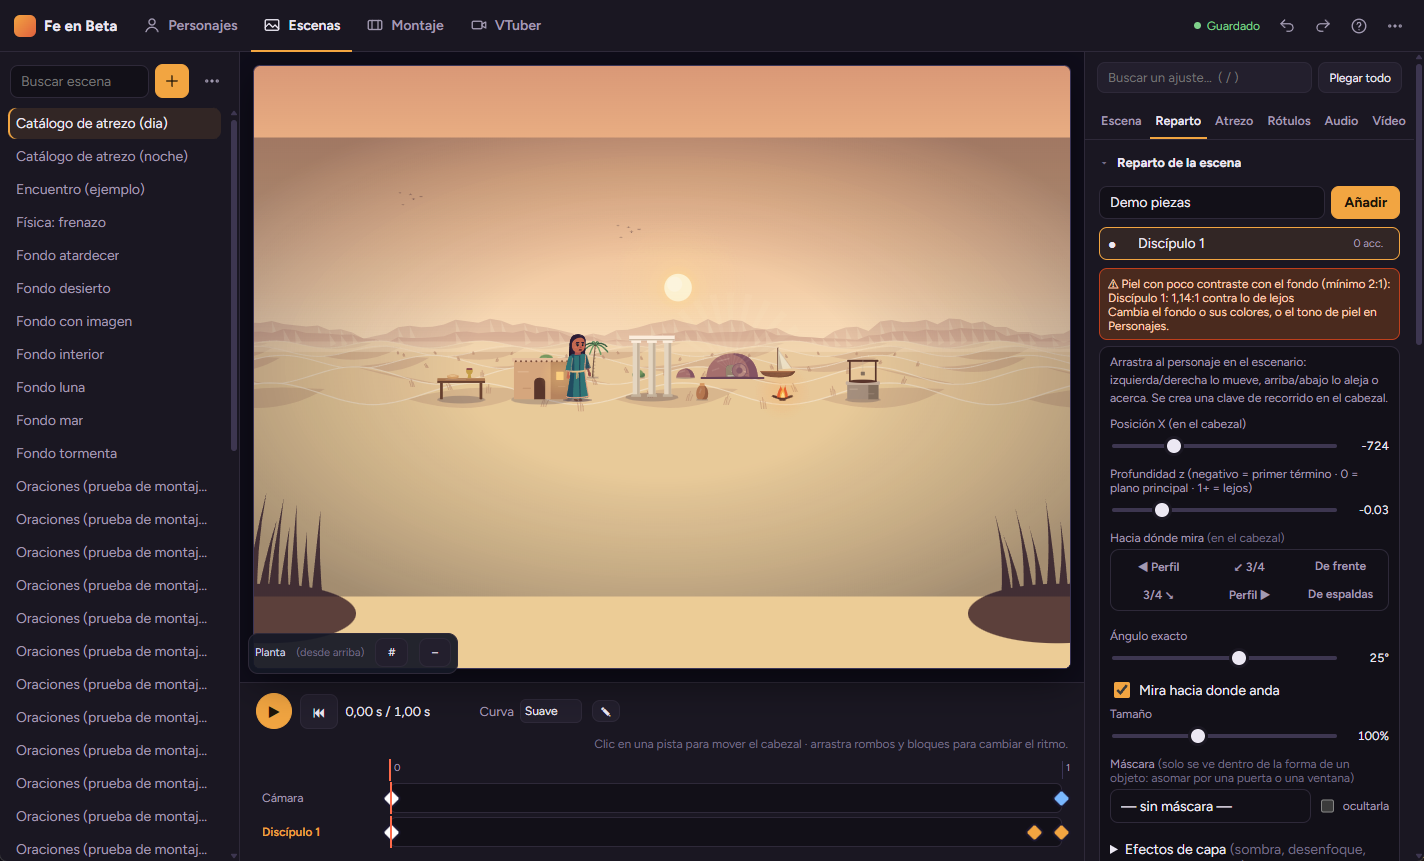 Fe en Beta
Personajes
Escenas
Montaje
VTuber
Guardado
Buscar escena
Catálogo de atrezo (dia)
Catálogo de atrezo (noche)
Encuentro (ejemplo)
Física: frenazo
Fondo atardecer
Fondo desierto
Fondo con imagen
Fondo interior
Fondo luna
Fondo mar
Fondo tormenta
Oraciones (prueba de montaj...
Oraciones (prueba de montaj...
Oraciones (prueba de montaj...
Oraciones (prueba de montaj...
Oraciones (prueba de montaj...
Oraciones (prueba de montaj...
Oraciones (prueba de montaj...
Oraciones (prueba de montaj...
Oraciones (prueba de montaj...
Oraciones (prueba de montaj...
Oraciones (prueba de montaj...
Oraciones (prueba de montaj...
Planta (desde arriba) # –
0,00 s / 1,00 s
Curva Suave
Clic en una pista para mover el cabezal · arrastra rombos y bloques para cambiar el ritmo.
0 1
Cámara
Discípulo 1
Buscar un ajuste... ( / )
Plegar todo
Escena Reparto Atrezo Rótulos Audio Vídeo
Reparto de la escena
Demo piezas
Añadir
Discípulo 1 0 acc.
⚠ Piel con poco contraste con el fondo (mínimo 2:1):
Discípulo 1: 1,14:1 contra lo de lejos
Cambia el fondo o sus colores, o el tono de piel en
Personajes.
Arrastra al personaje en el escenario:
izquierda/derecha lo mueve, arriba/abajo lo aleja o
acerca. Se crea una clave de recorrido en el cabezal.
Posición X (en el cabezal)
-724
Profundidad z (negativo = primer término · 0 =
plano principal · 1+ = lejos)
-0.03
Hacia dónde mira (en el cabezal)
◀ Perfil ↙ 3/4 De frente
3/4 ↘ Perfil ▶ De espaldas
Ángulo exacto
25°
Mira hacia donde anda
Tamaño
100%
Máscara (solo se ve dentro de la forma de un
objeto: asomar por una puerta o una ventana)
— sin máscara —
ocultarla
▶ Efectos de capa (sombra, desenfoque,